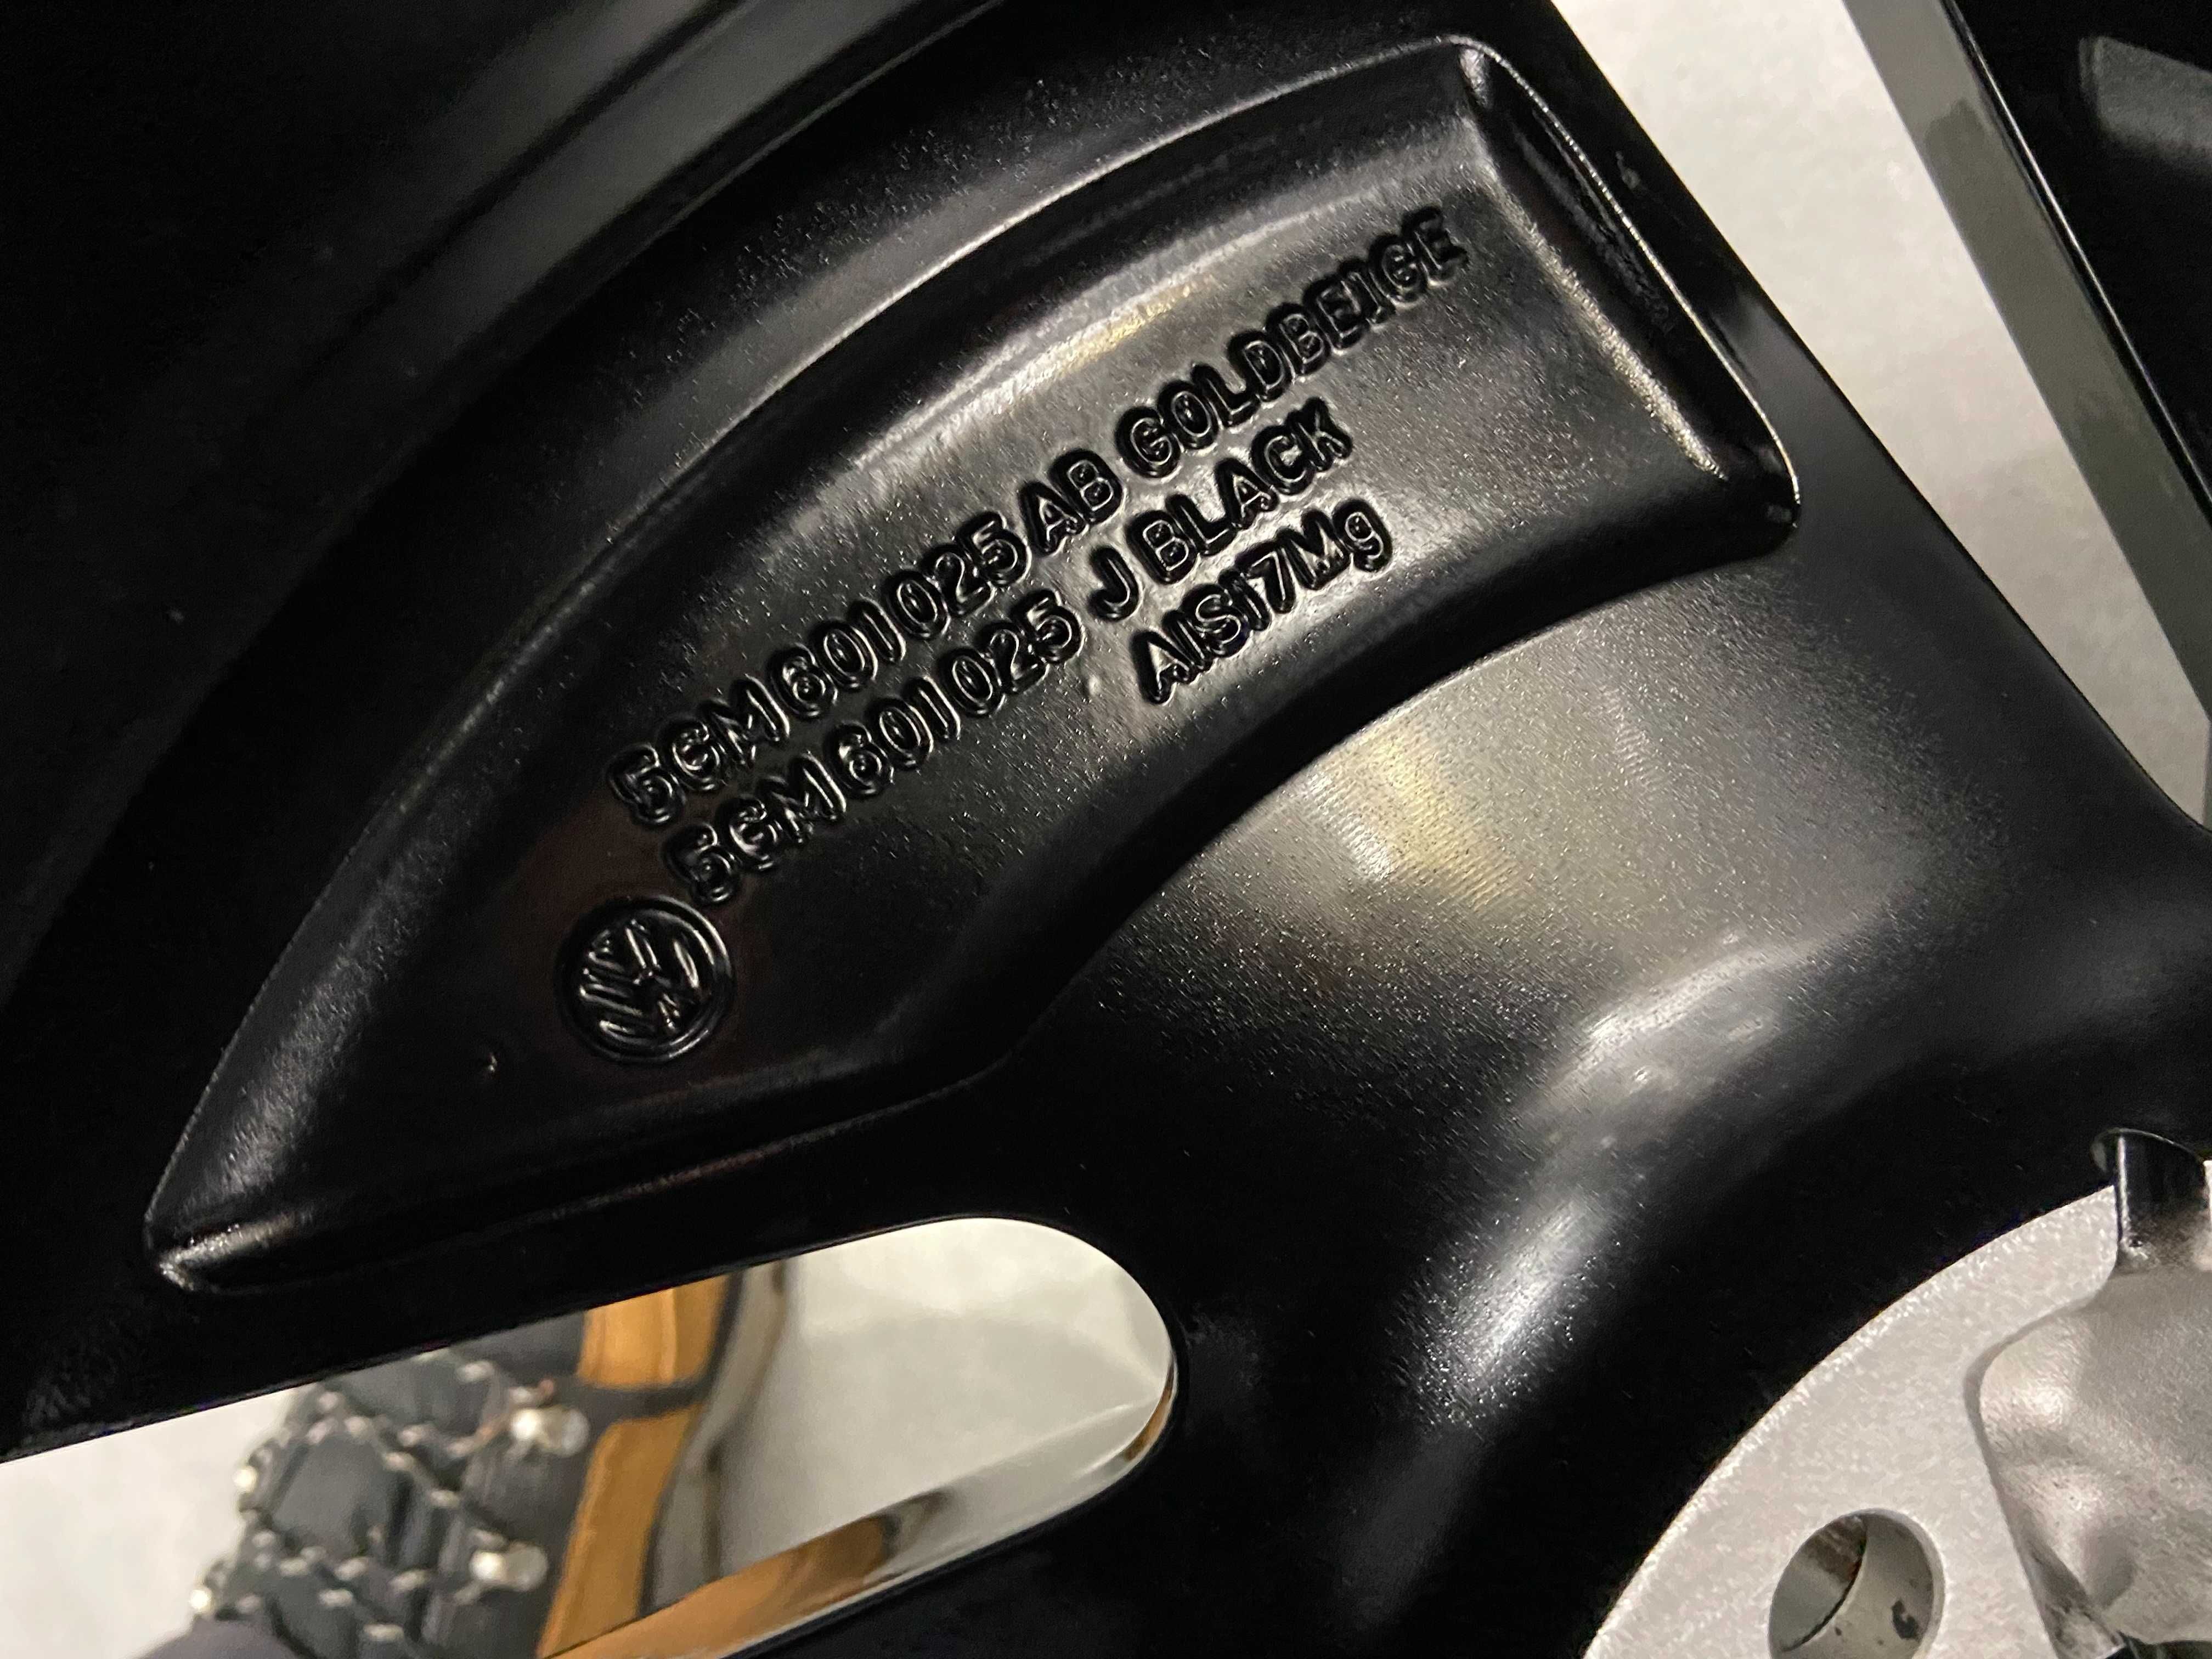 5GM 601 025 AB GOLDBEIGE
5GM 601 025 J BLACK
AlSi7Mg